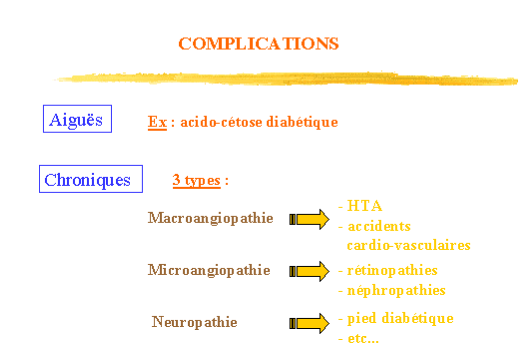 COMPLICATIONS
Aiguës
Ex : acido-cétose diabétique
Chroniques
3 types :
Macroangiopathie
- HTA
- accidents
cardio-vasculaires
Microangiopathie
- rétinopathies
- néphropathies
Neuropathie
- pied diabétique
- etc...